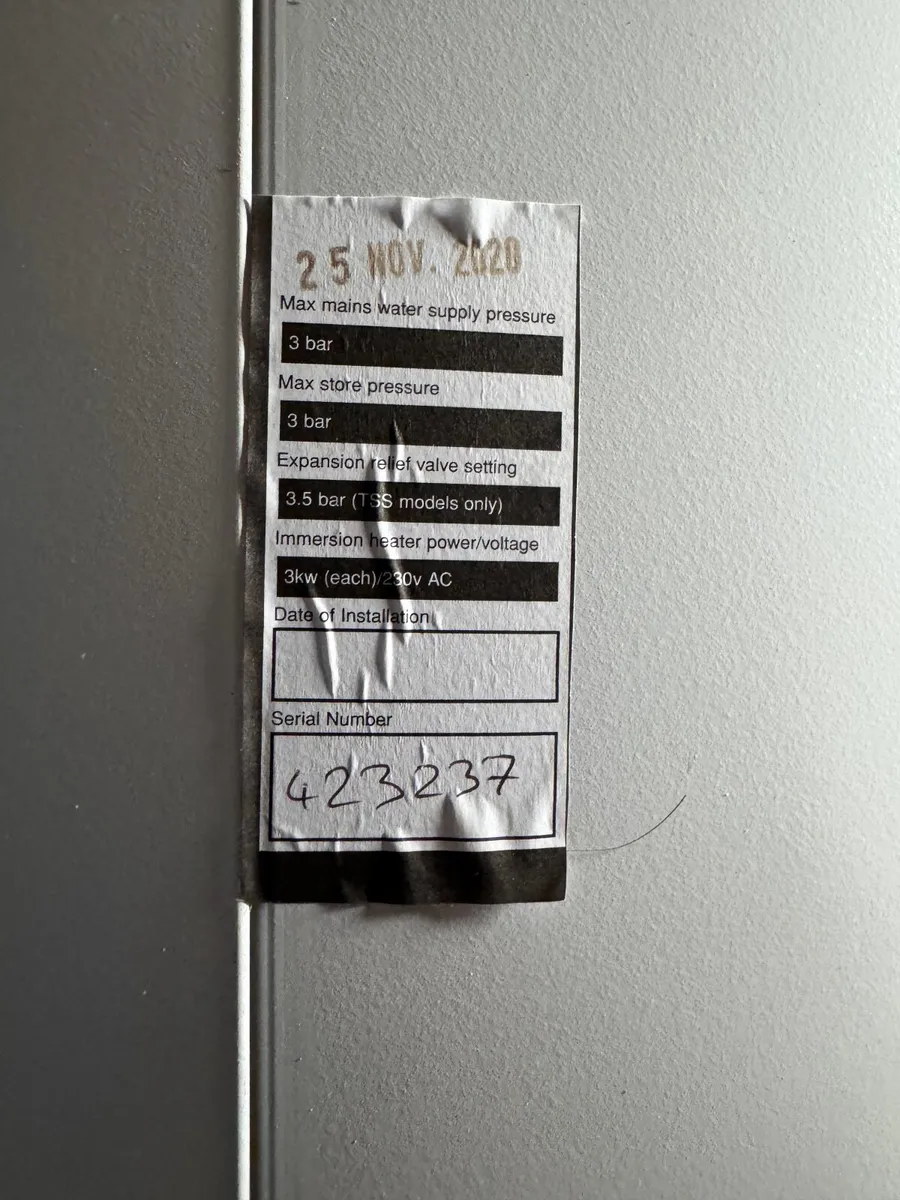 25 NOV. 2020
Max mains water supply pressure
3 bar
Max store pressure
3 bar
Expansion relief valve setting
3.5 bar (TSS models only)
Immersion heater power/voltage
3kw (each)/230v AC
Date of Installation
Serial Number
423237